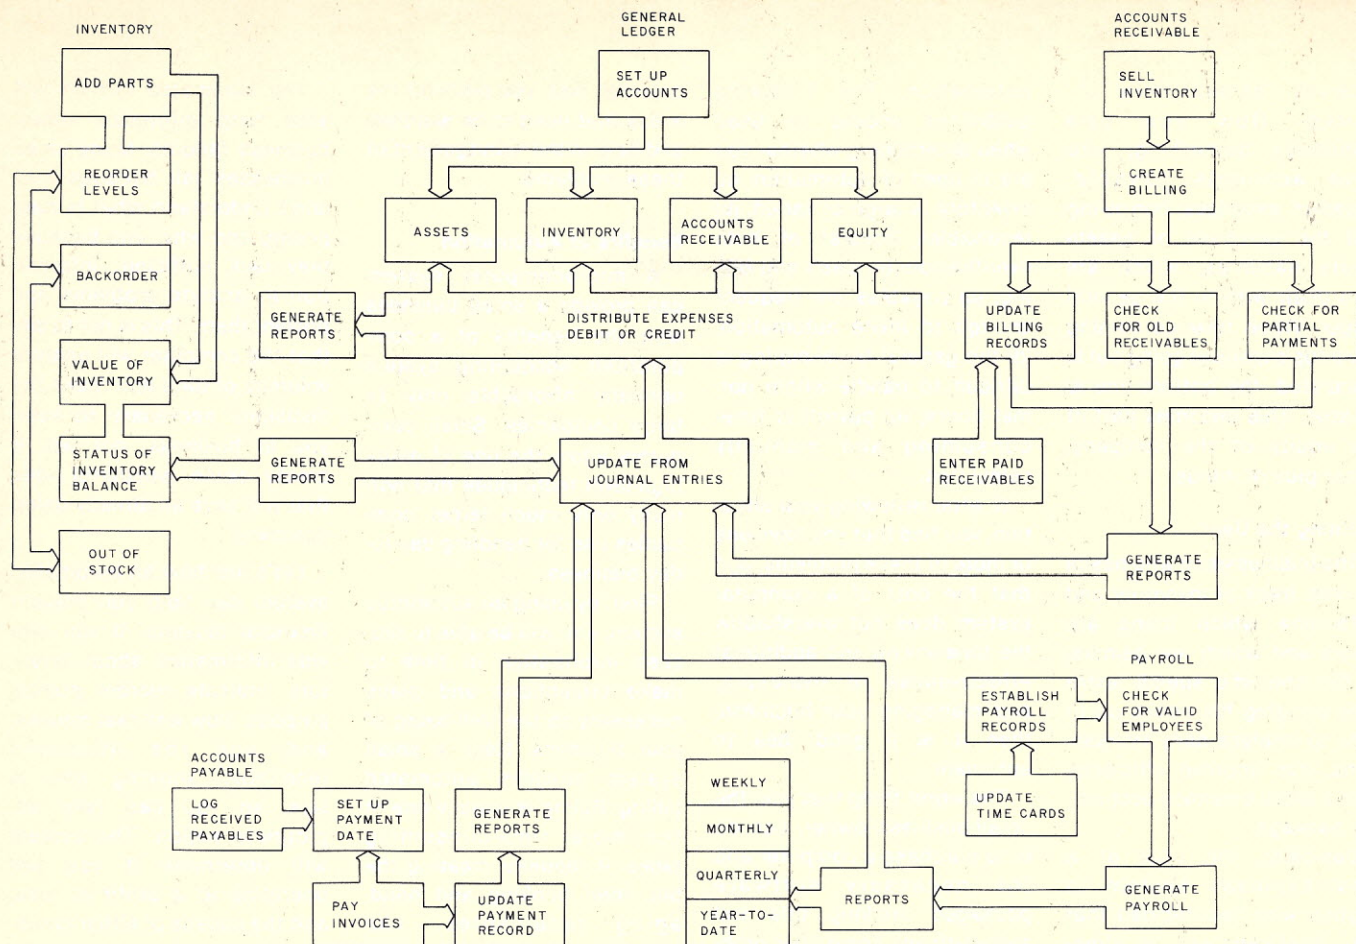 INVENTORY
ADD PARTS
REORDER
LEVELS
BACKORDER
VALUE OF
INVENTORY
STATUS OF
INVENTORY
BALANCE
OUT OF
STOCK
GENERAL
LEDGER
SET UP
ACCOUNTS
ASSETS
INVENTORY
ACCOUNTS
RECEIVABLE
EQUITY
GENERATE
REPORTS
DISTRIBUTE EXPENSES
DEBIT OR CREDIT
GENERATE
REPORTS
UPDATE FROM
JOURNAL ENTRIES
ACCOUNTS
RECEIVABLE
SELL
INVENTORY
CREATE
BILLING
UPDATE
BILLING
RECORDS
CHECK
FOR OLD
RECEIVABLES
CHECK FOR
PARTIAL
PAYMENTS
ENTER PAID
RECEIVABLES
GENERATE
REPORTS
ACCOUNTS
PAYABLE
LOG
RECEIVED
PAYABLES
SET UP
PAYMENT
DATE
GENERATE
REPORTS
PAY
INVOICES
UPDATE
PAYMENT
RECORD
WEEKLY
MONTHLY
QUARTERLY
YEAR-TO-
DATE
REPORTS
PAYROLL
ESTABLISH
PAYROLL
RECORDS
CHECK
FOR VALID
EMPLOYEES
UPDATE
TIME CARDS
GENERATE
PAYROLL